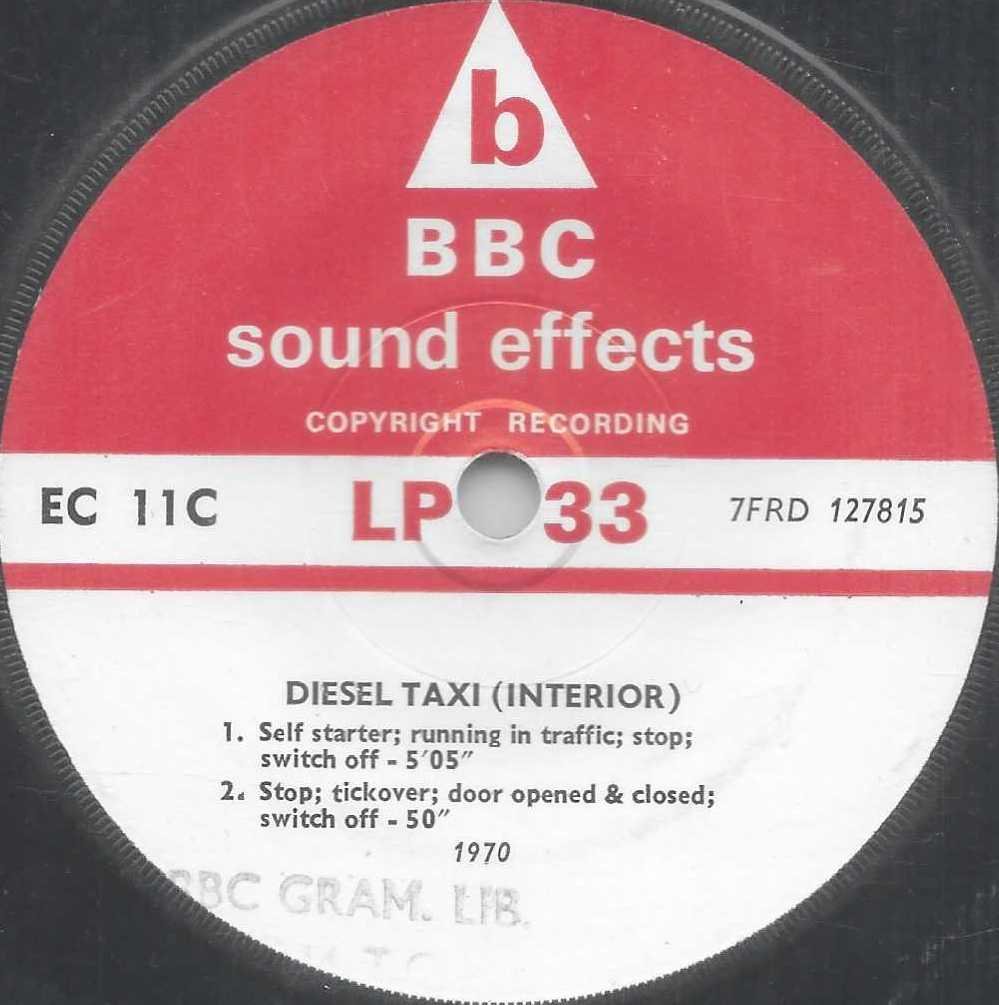 b
BBC
sound effects
COPYRIGHT RECORDING
EC 11C LP 33 7FRD 127815
DIESEL TAXI (INTERIOR)
1. Self starter; running in traffic; stop;
switch off - 5'05"
2. Stop; tickover; door opened & closed;
switch off - 50"
1970
BBC GRAM. LIB.